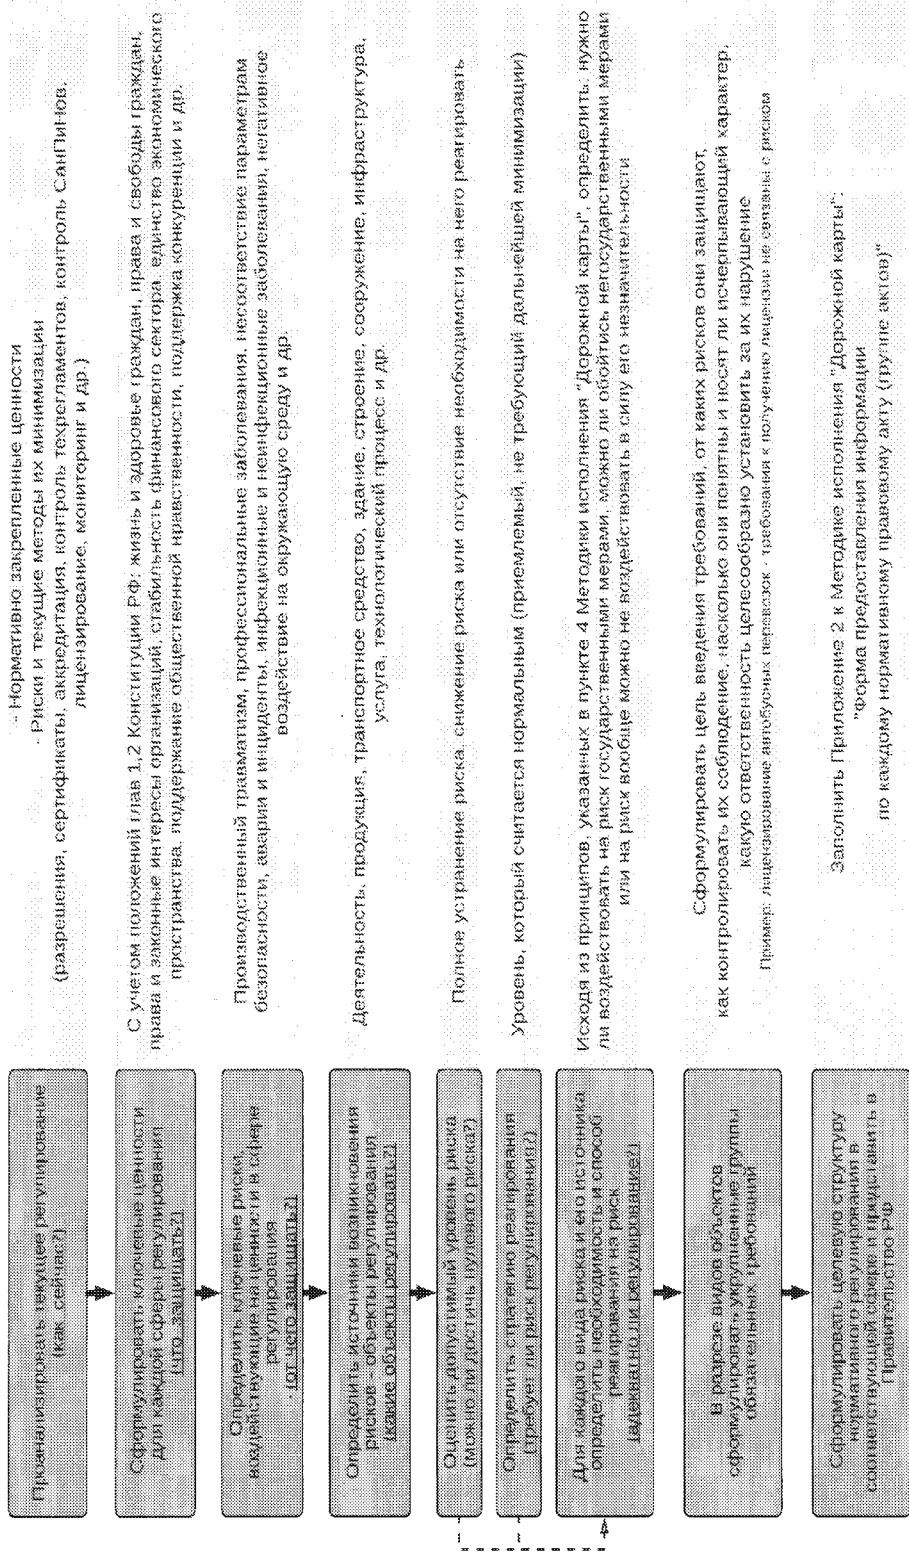 Проанализировать текущее регулирование
(как сейчас?)
- Нормативно закрепленные ценности
- Риски и текущие методы их минимизации
(разрешения, сертификаты, аккредитация, контроль техрегламентов, контроль СанПиНов,
лицензирование, мониторинг и др.)
Сформулировать ключевые ценности
для каждой сферы регулирования
(что защищать?)
С учетом положений глав 1,2 Конституции РФ: жизнь и здоровье граждан, права и свободы граждан,
права и законные интересы организаций, стабильность финансового сектора, единство экономического
пространства, поддержание общественной нравственности, поддержка конкуренции и др.
Определить ключевые риски,
воздействующие на ценности в сфере
регулирования
(от чего защищать?)
Производственный травматизм, профессиональные заболевания, несоответствие параметрам
безопасности, аварии и инциденты, инфекционные и неинфекционные заболевания, негативное
воздействие на окружающую среду и др.
Определить источники возникновения
рисков - объекты регулирования
(какие объекты регулировать?)
Деятельность, продукция, транспортное средство, здание, строение, сооружение, инфраструктура,
услуга, технологический процесс и др.
Оценить допустимый уровень риска
(можно ли достичь нулевого риска?)
Полное устранение риска, снижение риска или отсутствие необходимости на него реагировать
Определить стратегию реагирования
(требует ли риск регулирования?)
Уровень, который считается нормальным (приемлемый, не требующий дальнейшей минимизации)
Для каждого вида риска и его источника
определить необходимость и способ
реагирования на риск
(адекватно ли регулирование?)
Исходя из принципов, указанных в пункте 4 Методики исполнения "Дорожной карты", определить, нужно
ли воздействовать на риск государственными мерами, можно ли обойтись негосударственными мерами
или на риск вообще можно не воздействовать в силу его незначительности
В разрезе видов объектов
сформулировать укрупненные группы
обязательных требований
Сформулировать цель введения требований, от каких рисков они защищают,
как контролировать их соблюдение, насколько они понятны и носят ли исчерпывающий характер,
какую ответственность целесообразно установить за их нарушение
Пример: лицензирование автобусных перевозок - требования к получению лицензии не связаны с риском
Сформулировать целевую структуру
нормативного регулирования в
соответствующей сфере и представить в
Правительство РФ
Заполнить Приложение 2 к Методике исполнения "Дорожной карты":
"Форма предоставления информации
по каждому нормативному правовому акту (группе актов)"